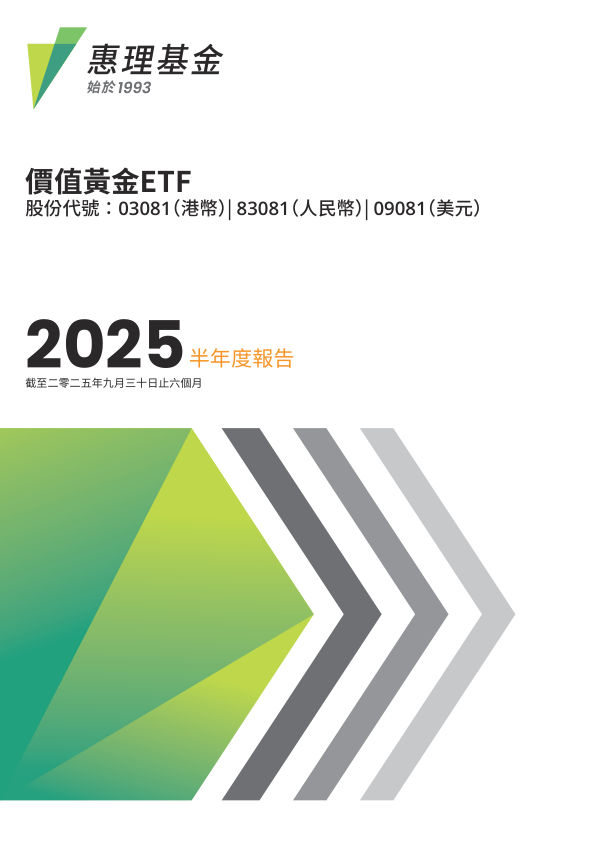 惠理基金
始於1993
價值黃金ETF
股份代號：03081（港幣）| 83081（人民幣）| 09081（美元）
2025 半年度報告
截至二零二五年九月三十日止六個月